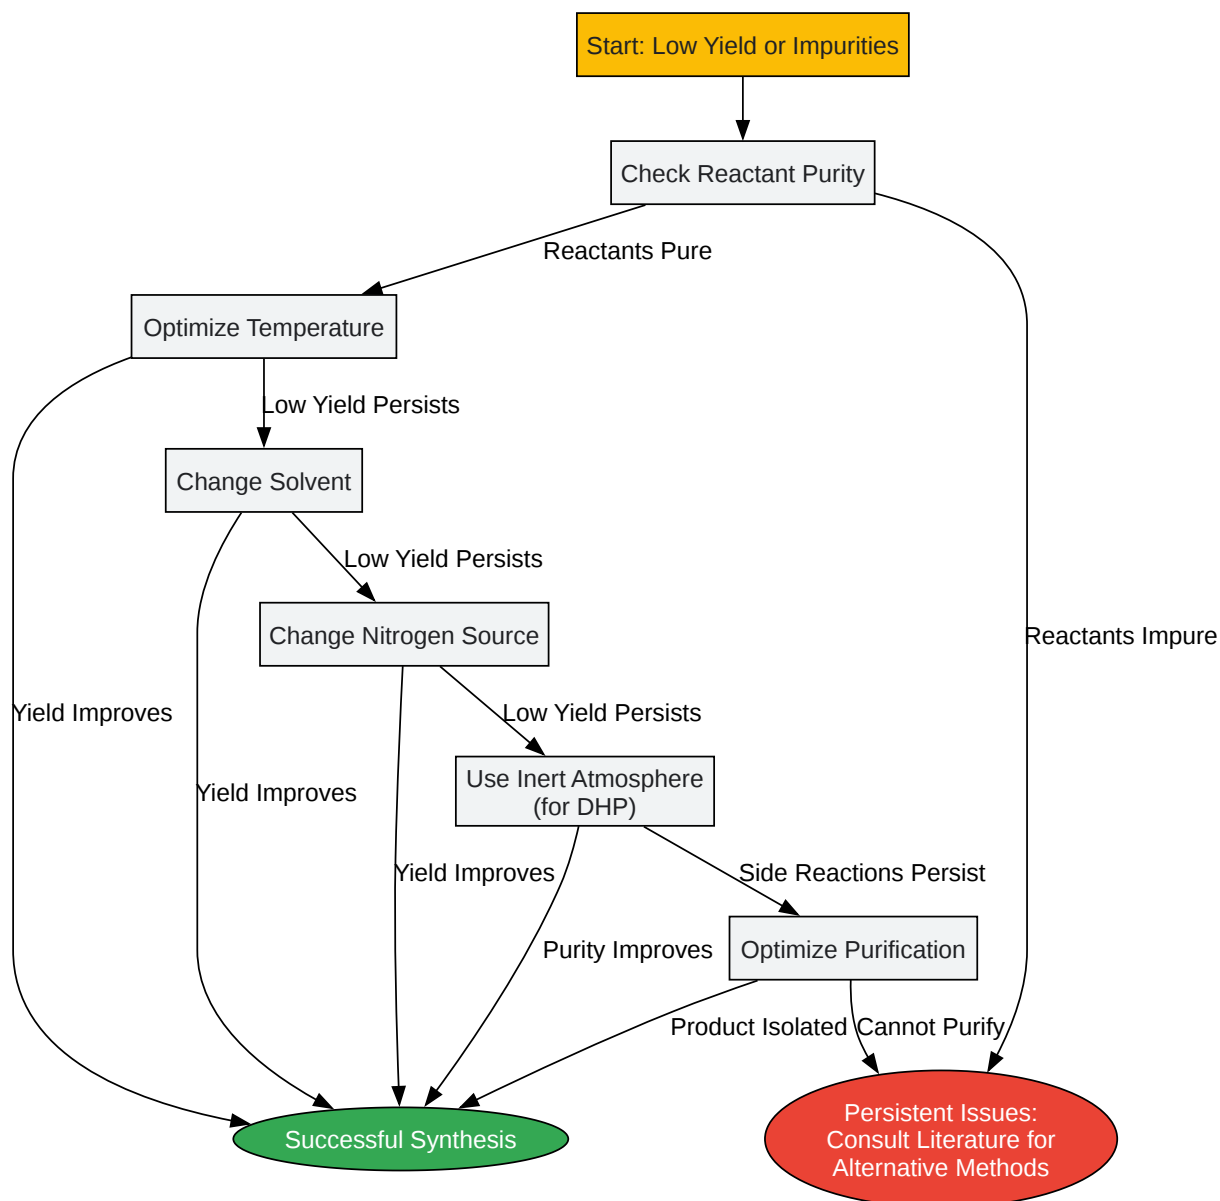 Start: Low Yield or Impurities
Check Reactant Purity
Reactants Pure
Optimize Temperature
Low Yield Persists
Change Solvent
Low Yield Persists
Change Nitrogen Source
Reactants Impure
Yield Improves
Low Yield Persists
Use Inert Atmosphere
(for DHP)
Yield Improves
Yield Improves
Side Reactions Persist
Purity Improves
Optimize Purification
Product Isolated
Cannot Purify
Successful Synthesis
Persistent Issues:
Consult Literature for
Alternative Methods